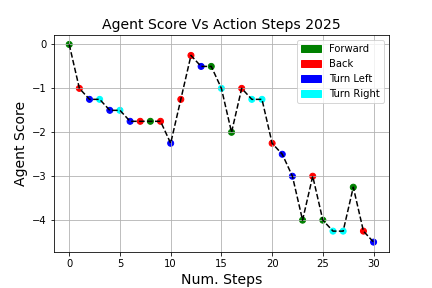 Agent Score Vs Action Steps 2025
Agent Score
0
−1
−2
−3
−4
Forward
Back
Turn Left
Turn Right
0 5 10 15 20 25 30
Num. Steps